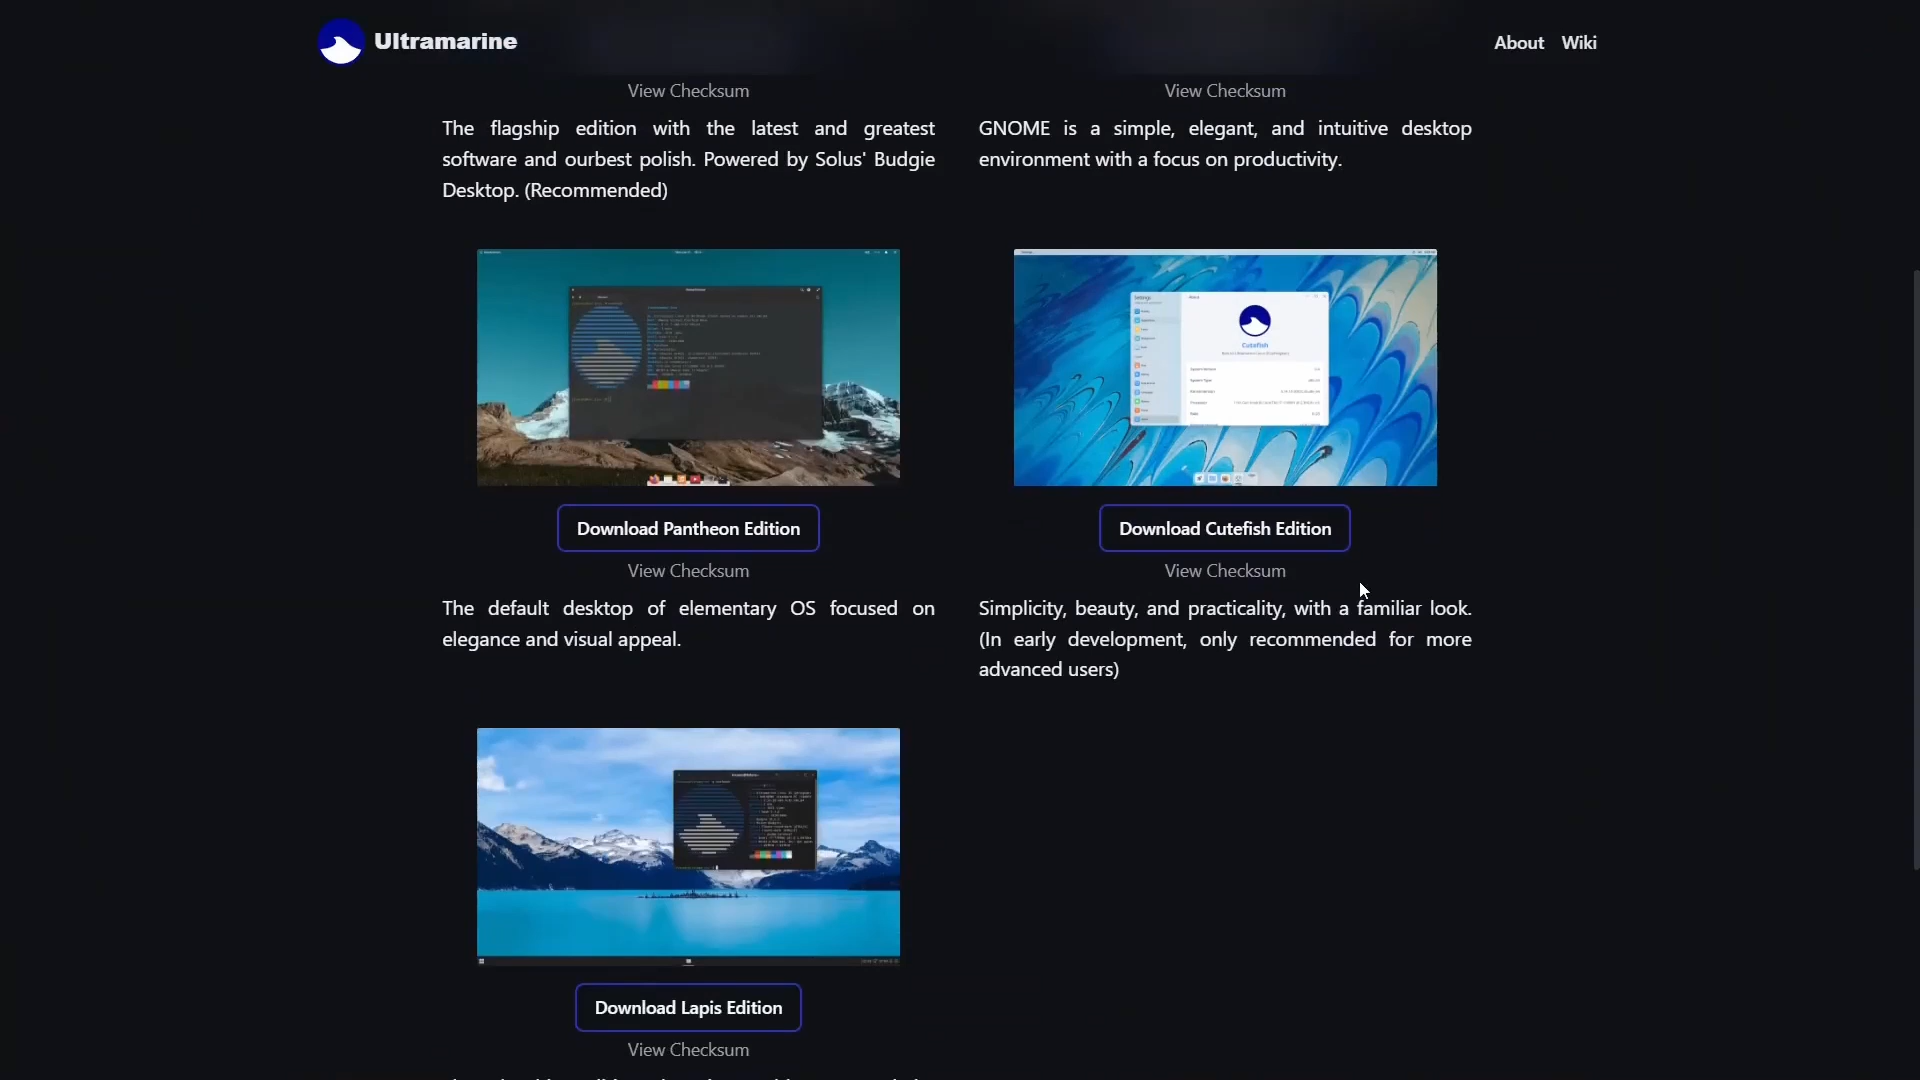 Ultramarine
About Wiki
View Checksum
The flagship edition with the latest and greatest
software and ourbest polish. Powered by Solus' Budgie
Desktop. (Recommended)
View Checksum
GNOME is a simple, elegant, and intuitive desktop
environment with a focus on productivity.
Download Pantheon Edition
View Checksum
The default desktop of elementary OS focused on
elegance and visual appeal.
Settings
Cutefish
Download Cutefish Edition
View Checksum
Simplicity, beauty, and practicality, with a familiar look.
(In early development, only recommended for more
advanced users)
Download Lapis Edition
View Checksum